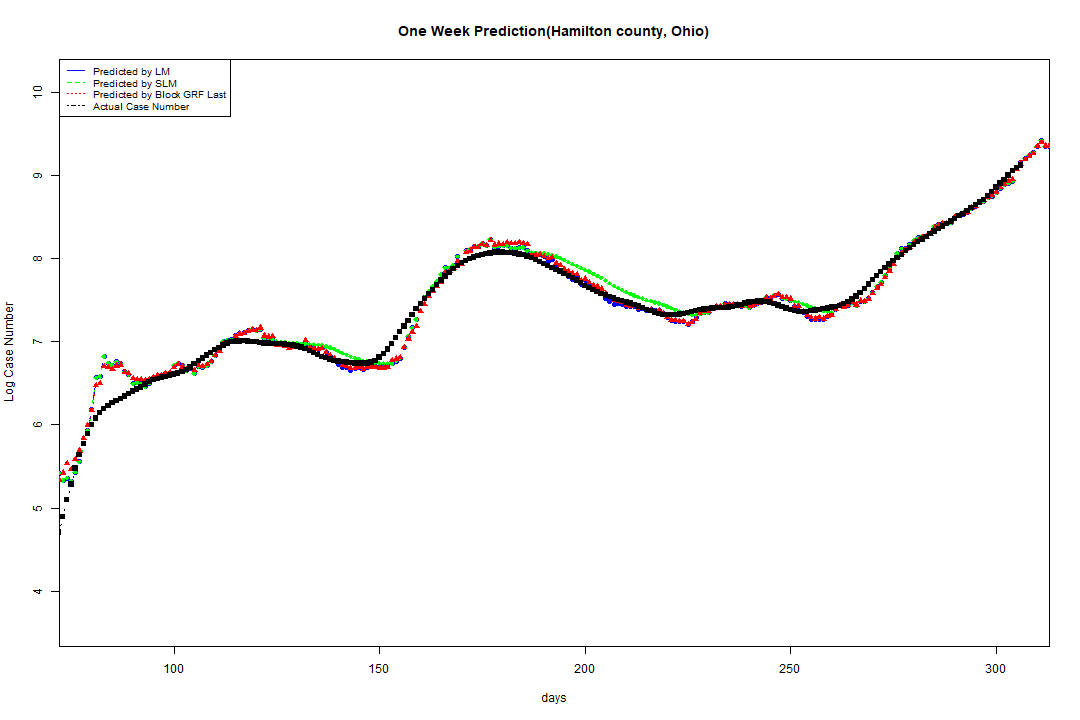 One Week Prediction(Hamilton county, Ohio)
Predicted by LM
Predicted by SLM
Predicted by Block GRF Last
Actual Case Number
10
9
8
7
6
5
4
Log Case Number
100 150 200 250 300
days